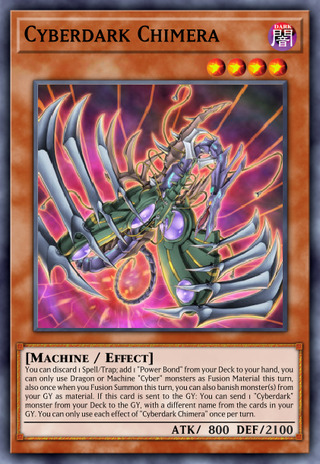 Cyberdark Chimera
DARK
闇
[Machine / Effect]
You can discard 1 Spell/Trap; add 1 "Power Bond" from your Deck to your hand, you
can only use Dragon or Machine "Cyber" monsters as Fusion Material this turn,
also once when you Fusion Summon this turn, you can also banish monster(s) from
your GY as material. If this card is sent to the GY: You can send 1 "Cyberdark"
monster from your Deck to the GY, with a different name from the cards in your
GY. You can only use each effect of "Cyberdark Chimera" once per turn.
ATK/ 800 DEF/2100